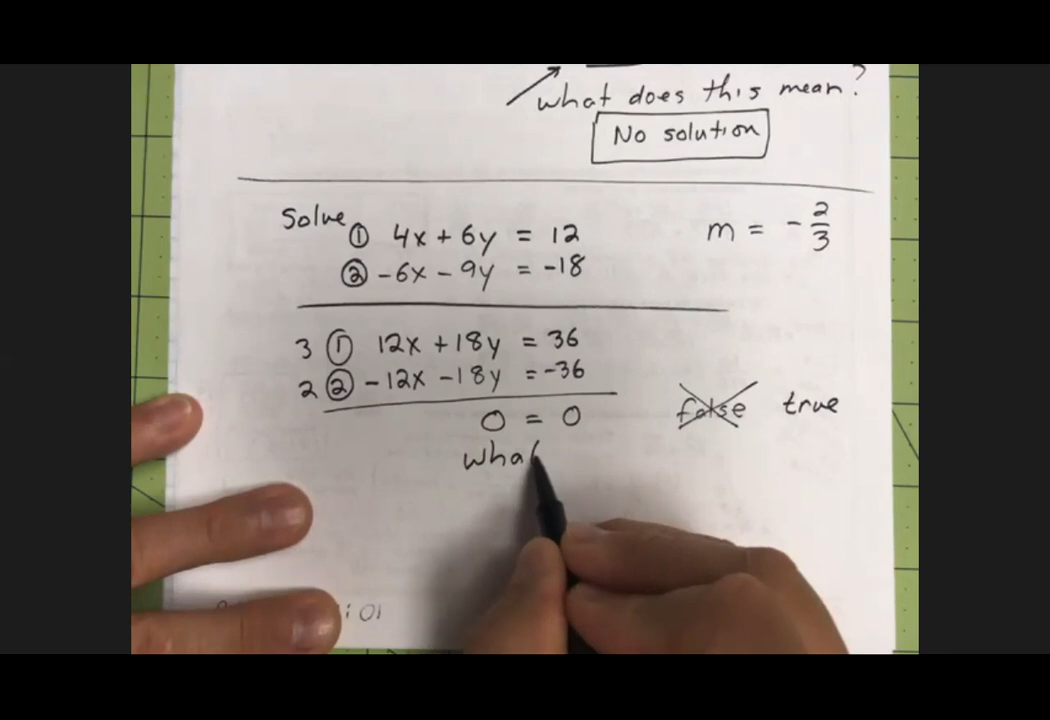 what does this mean?
No solution
Solve ① 4x + 6y = 12 m = - 2/3
② -6x - 9y = -18
3 ① 12x + 18y = 36
2 ② -12x - 18y = -36
0 = 0 false true
what